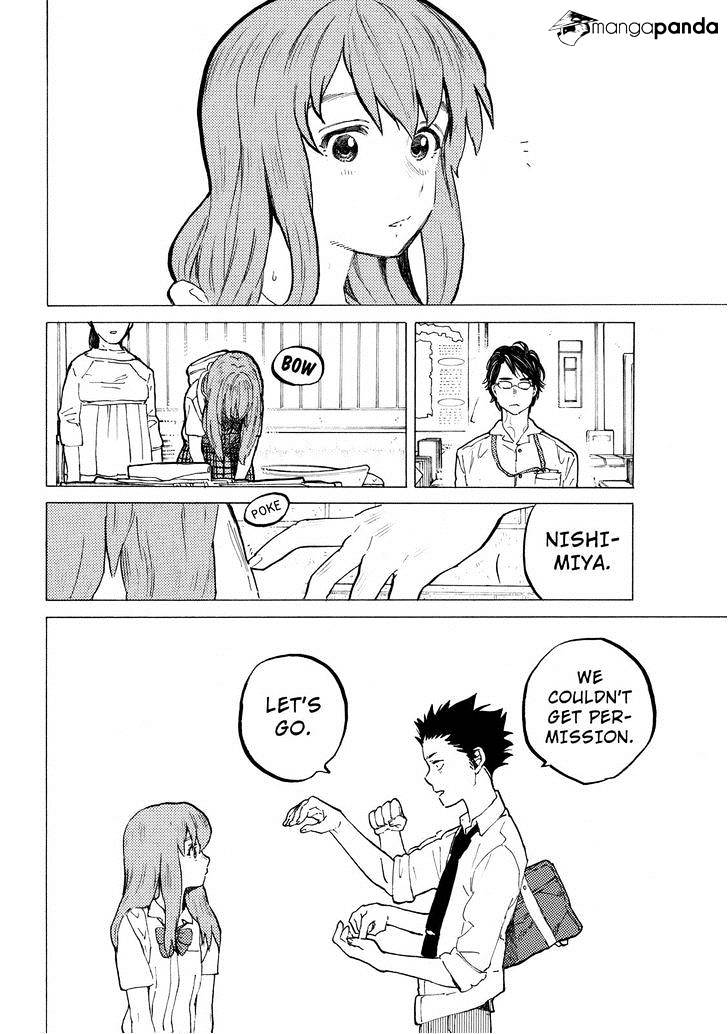 mangapanda
BOW
POKE
NISHI-
MIYA.
WE
COULDN'T
GET PER-
MISSION.
LET'S
GO.